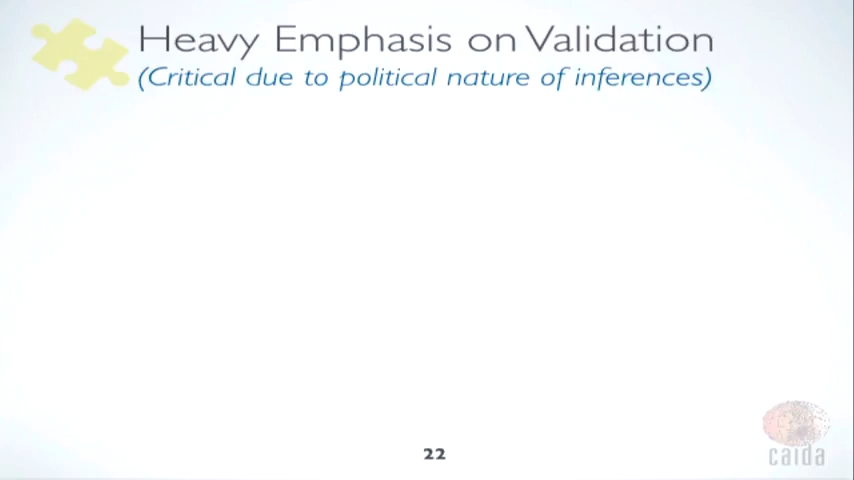 Heavy Emphasis on Validation
(Critical due to political nature of inferences)
22
caida